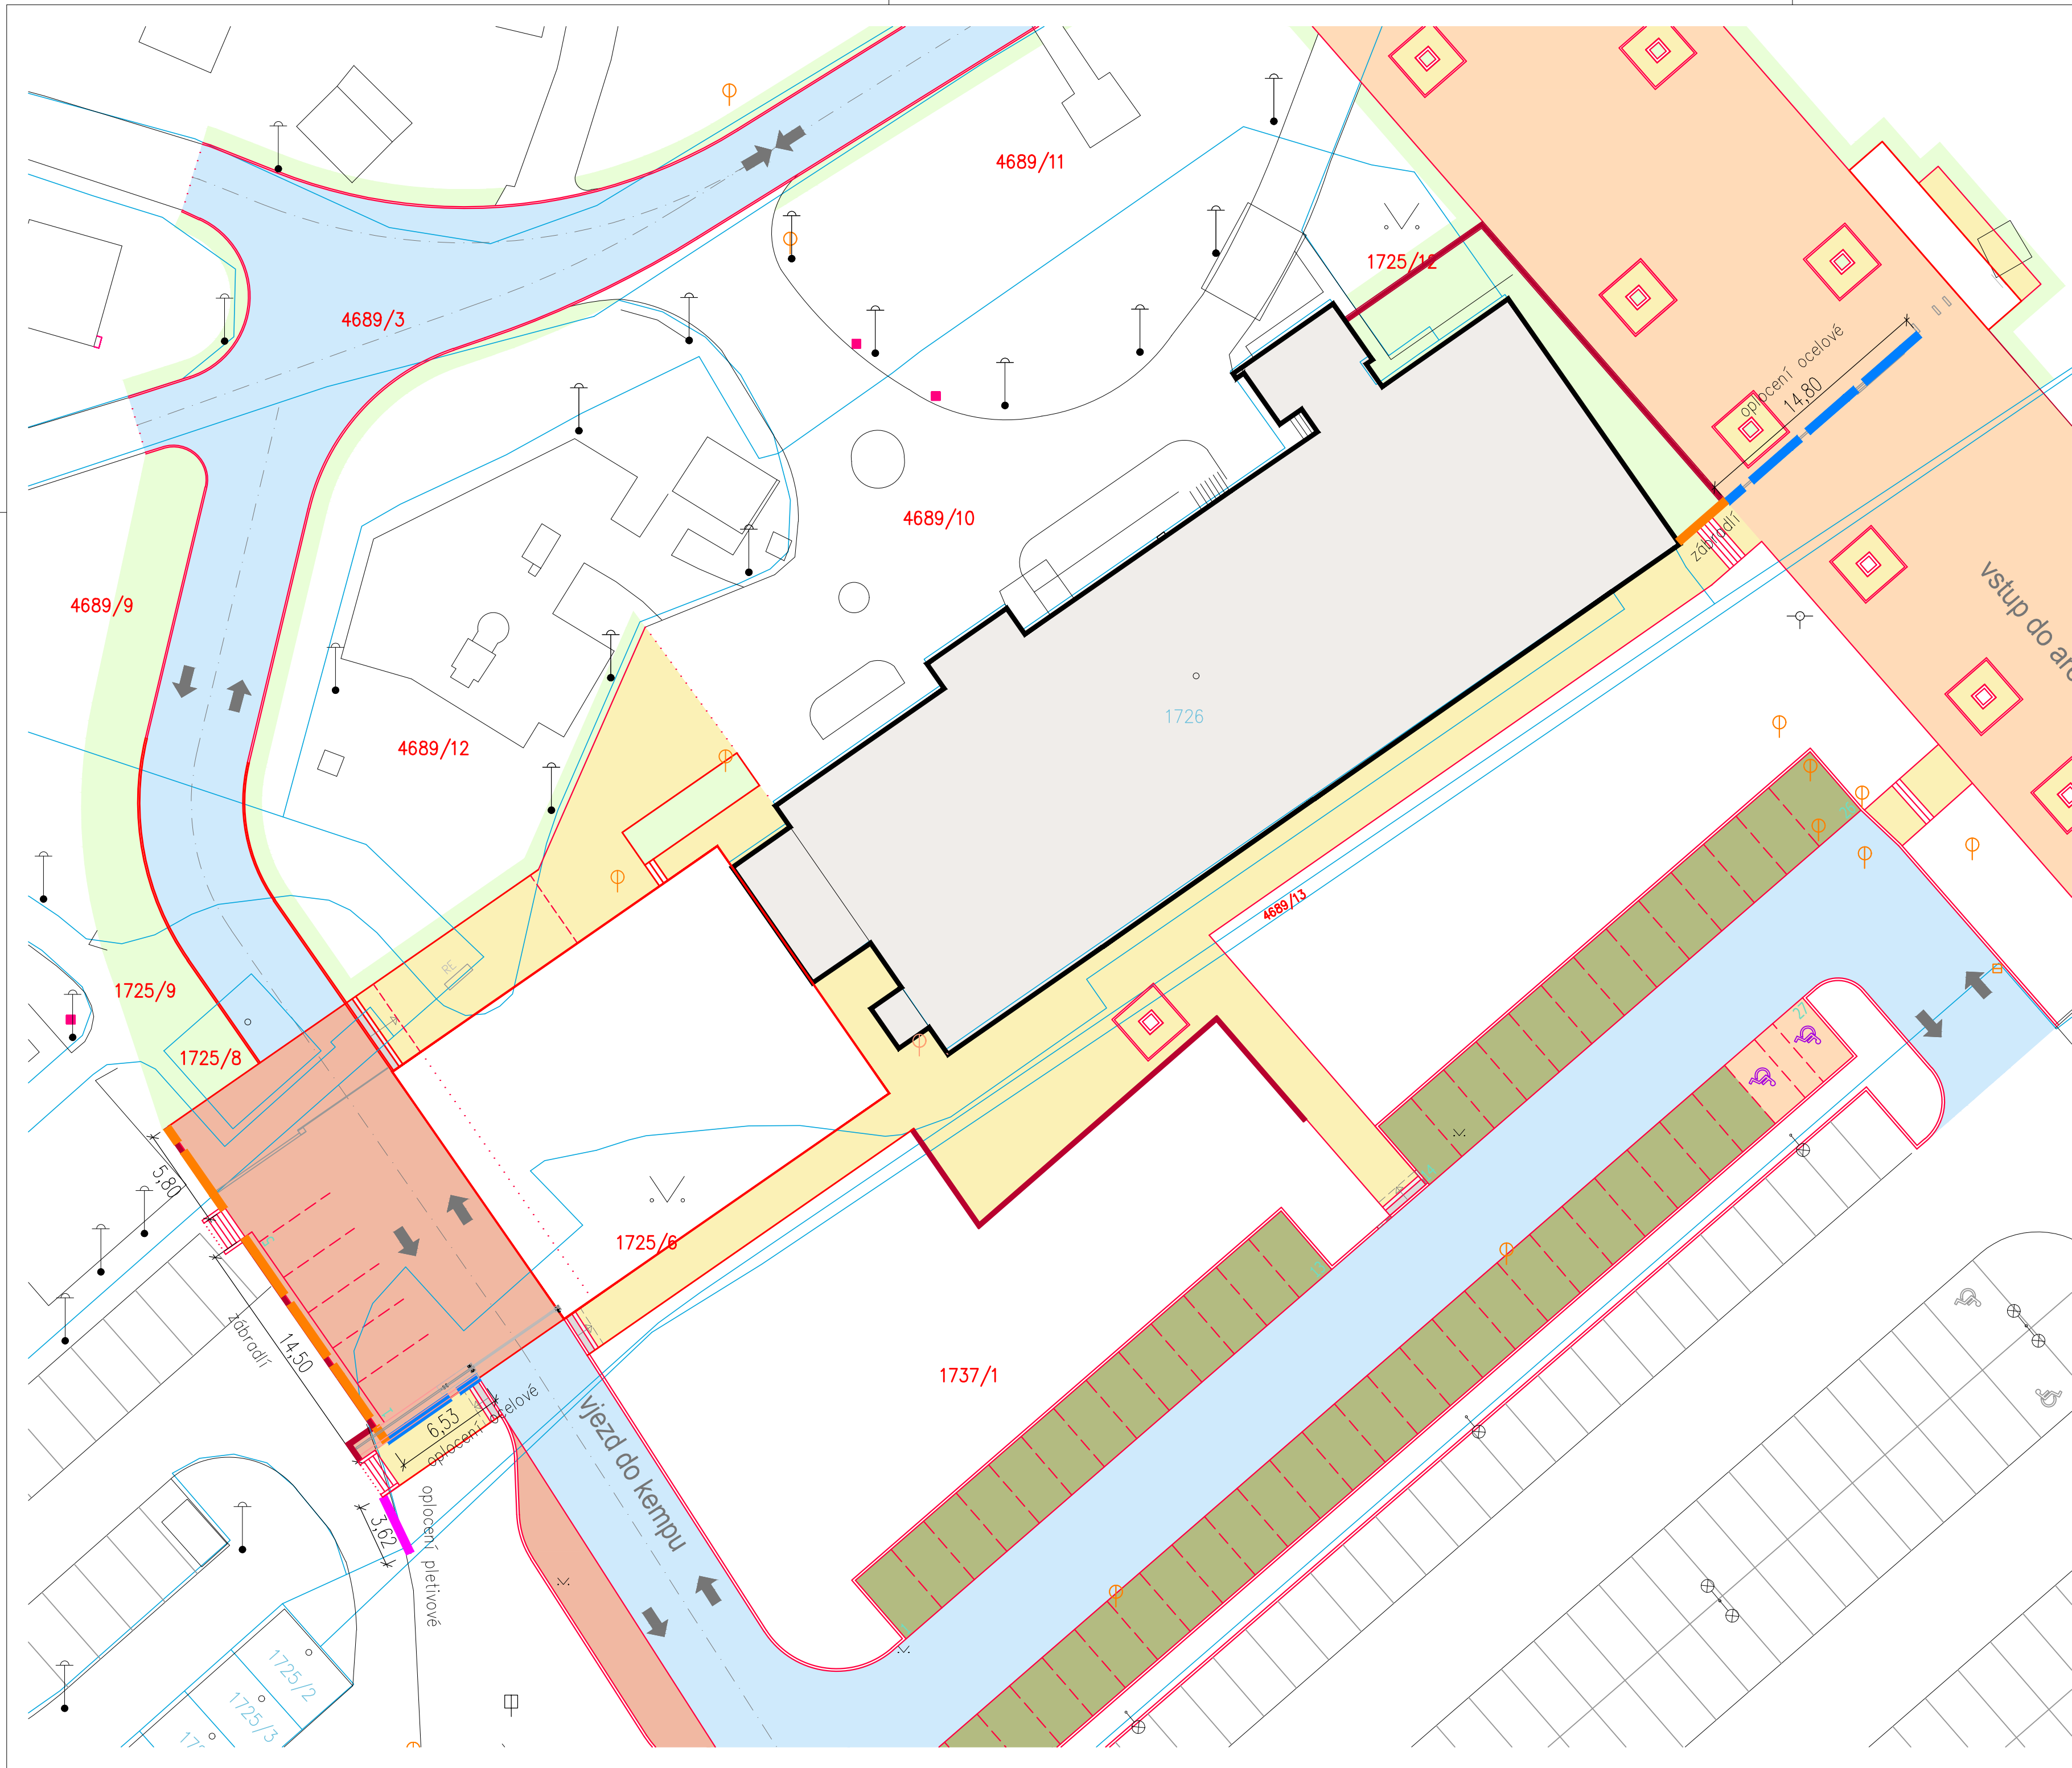 4689/11
1725/12
4689/3
oplocení ocelové
14,80
4689/10
zábradlí
vstup do
4689/9
1726
4689/12
4689/13
RE
1725/9
27
1725/8
5,80
1725/6
zábradlí
14,50
1737/1
6,53
oplocení ocelové
vjezd do kempu
3,62
oplocení pletivové
1725/2
1725/3